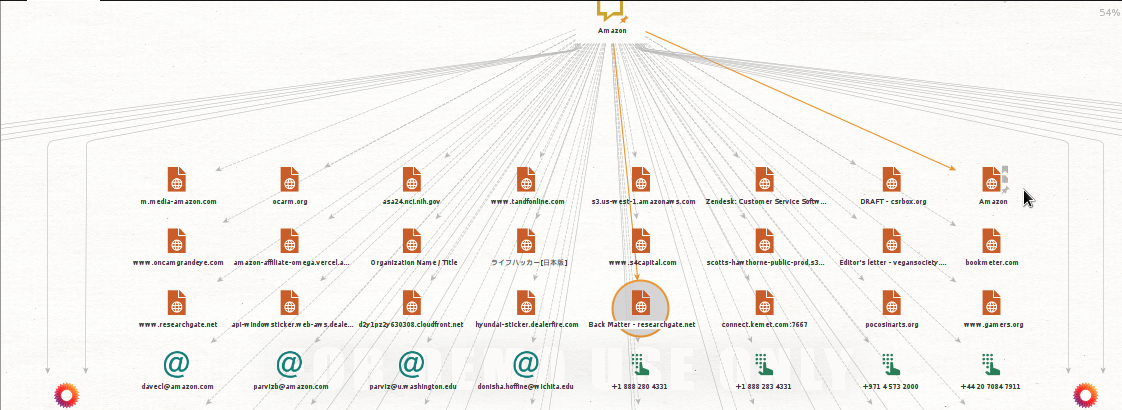 54%
Amazon
m.media-amazon.com
ocarm.org
asa24.nci.nih.gov
www.tandfonline.com
s3.us-west-1.amazonaws.com
Zendesk: Customer Service Softw...
DRAFT - csrbox.org
Amazon
www.oncamgrandeye.com
amazon-affiliate-omega.vercel.a...
Organization Name / Title
ライフハッカー[日本版]
www.s4capital.com
scotts-hawthorne-public-prod.s3...
Editor's letter - vegansociety....
bookmeter.com
www.researchgate.net
api-windowsticker.web-aws.deale...
d2y1pz2y630308.cloudfront.net
hyundai-sticker.dealerfire.com
Back Matter - researchgate.net
connect.kemet.com:7667
pocosinarts.org
www.gamers.org
davecl@amazon.com
parvizb@amazon.com
parviz@u.washington.edu
donisha.hoffine@wichita.edu
+1 888 280 4331
+1 888 283 4331
+971 4 573 2000
+44 20 7084 7911